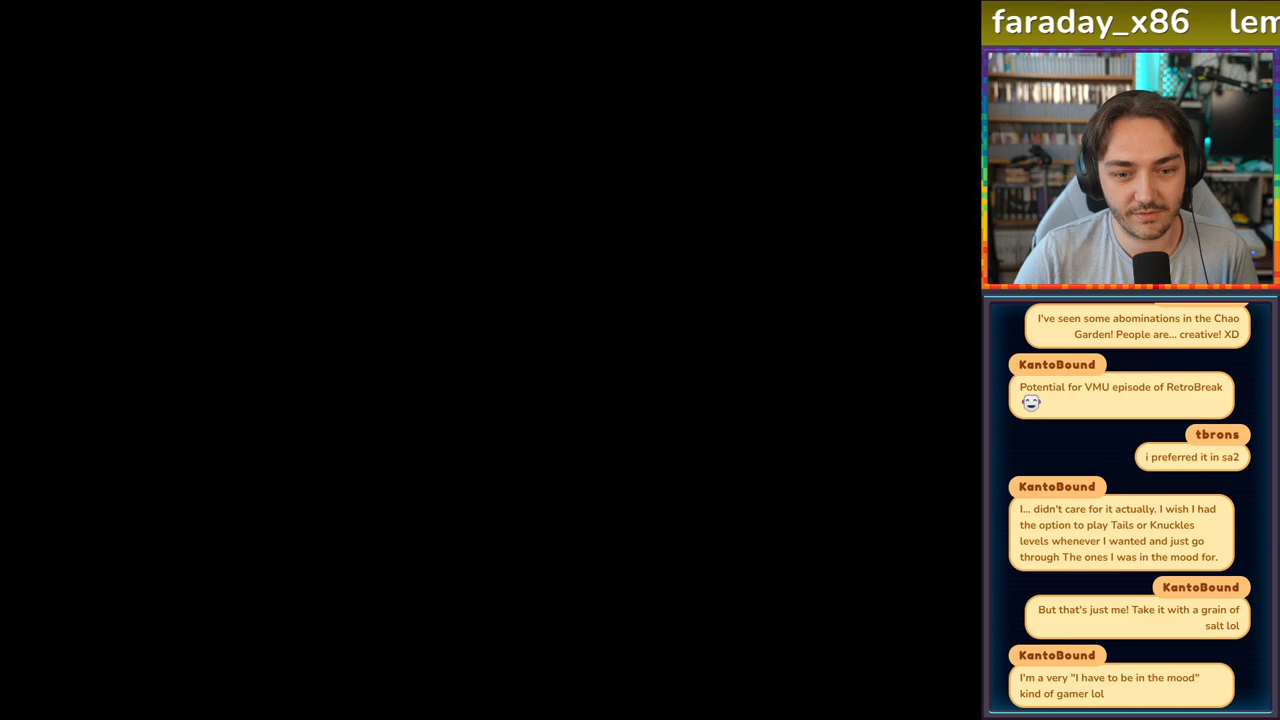 faraday_x86 lem
I've seen some abominations in the Chao
Garden! People are... creative! XD
KantoBound
Potential for VMU episode of RetroBreak
tbrons
i preferred it in sa2
KantoBound
I... didn't care for it actually. I wish I had
the option to play Tails or Knuckles
levels whenever I wanted and just go
through The ones I was in the mood for.
KantoBound
But that's just me! Take it with a grain of
salt lol
KantoBound
I'm a very "I have to be in the mood"
kind of gamer lol